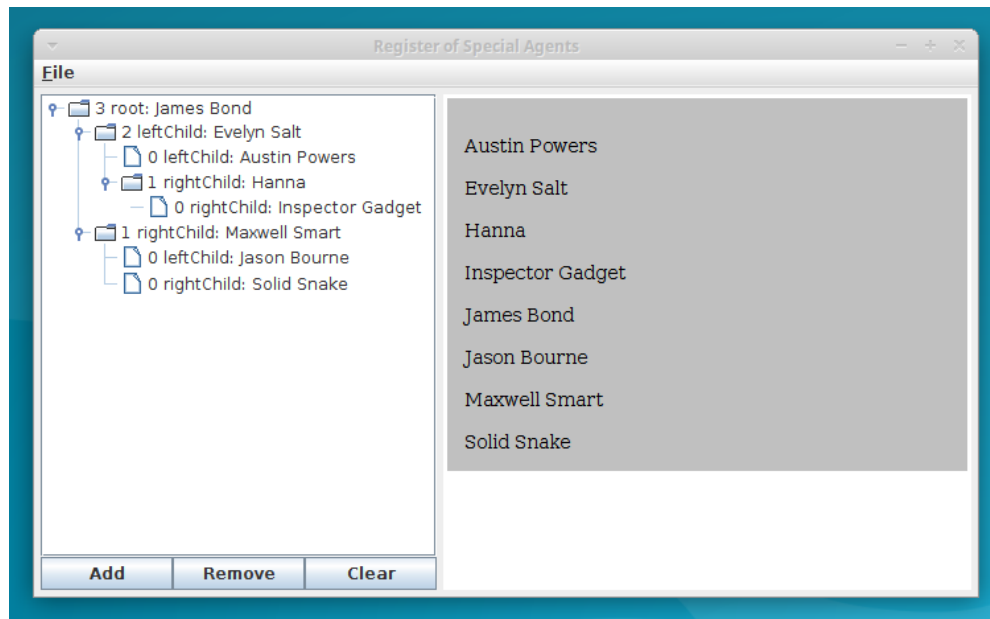 Register of Special Agents
File
3 root: James Bond
2 leftChild: Evelyn Salt
0 leftChild: Austin Powers
1 rightChild: Hanna
0 rightChild: Inspector Gadget
1 rightChild: Maxwell Smart
0 leftChild: Jason Bourne
0 rightChild: Solid Snake
Add Remove Clear
Austin Powers
Evelyn Salt
Hanna
Inspector Gadget
James Bond
Jason Bourne
Maxwell Smart
Solid Snake